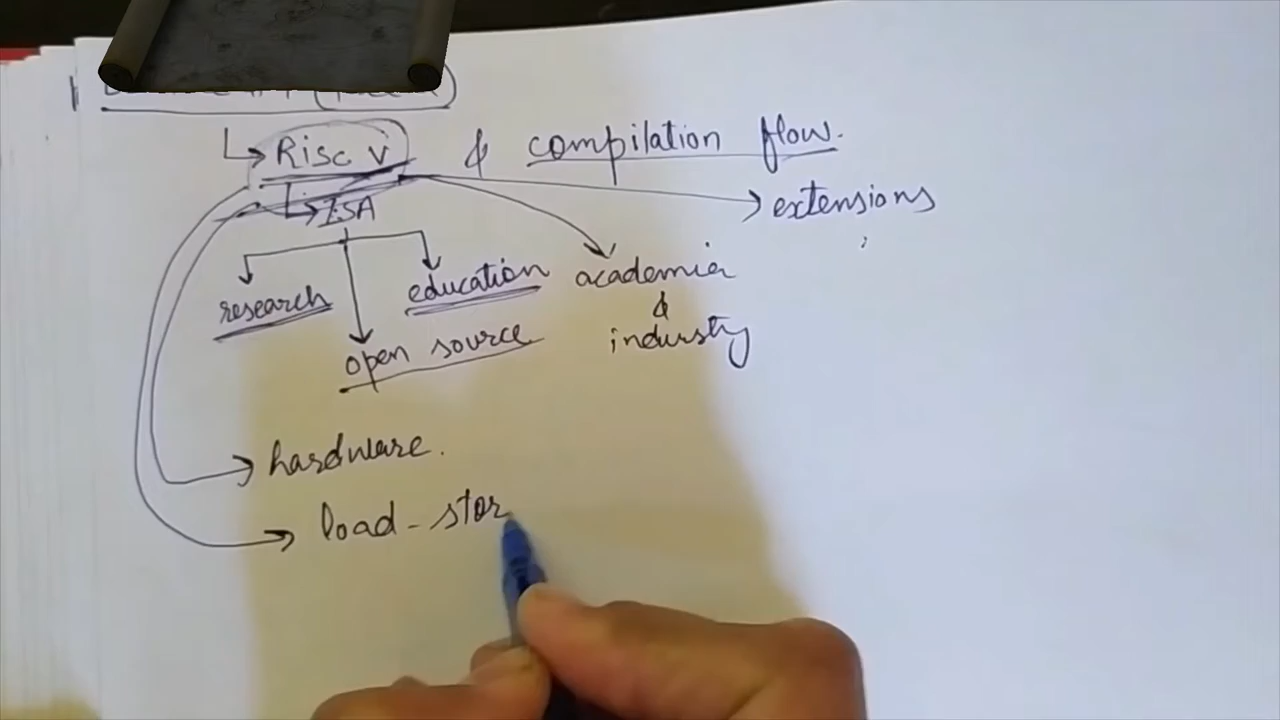 Risc v & compilation flow.
ISA
extensions
research
education
academia
&
industry
open source
hardware.
load - stor